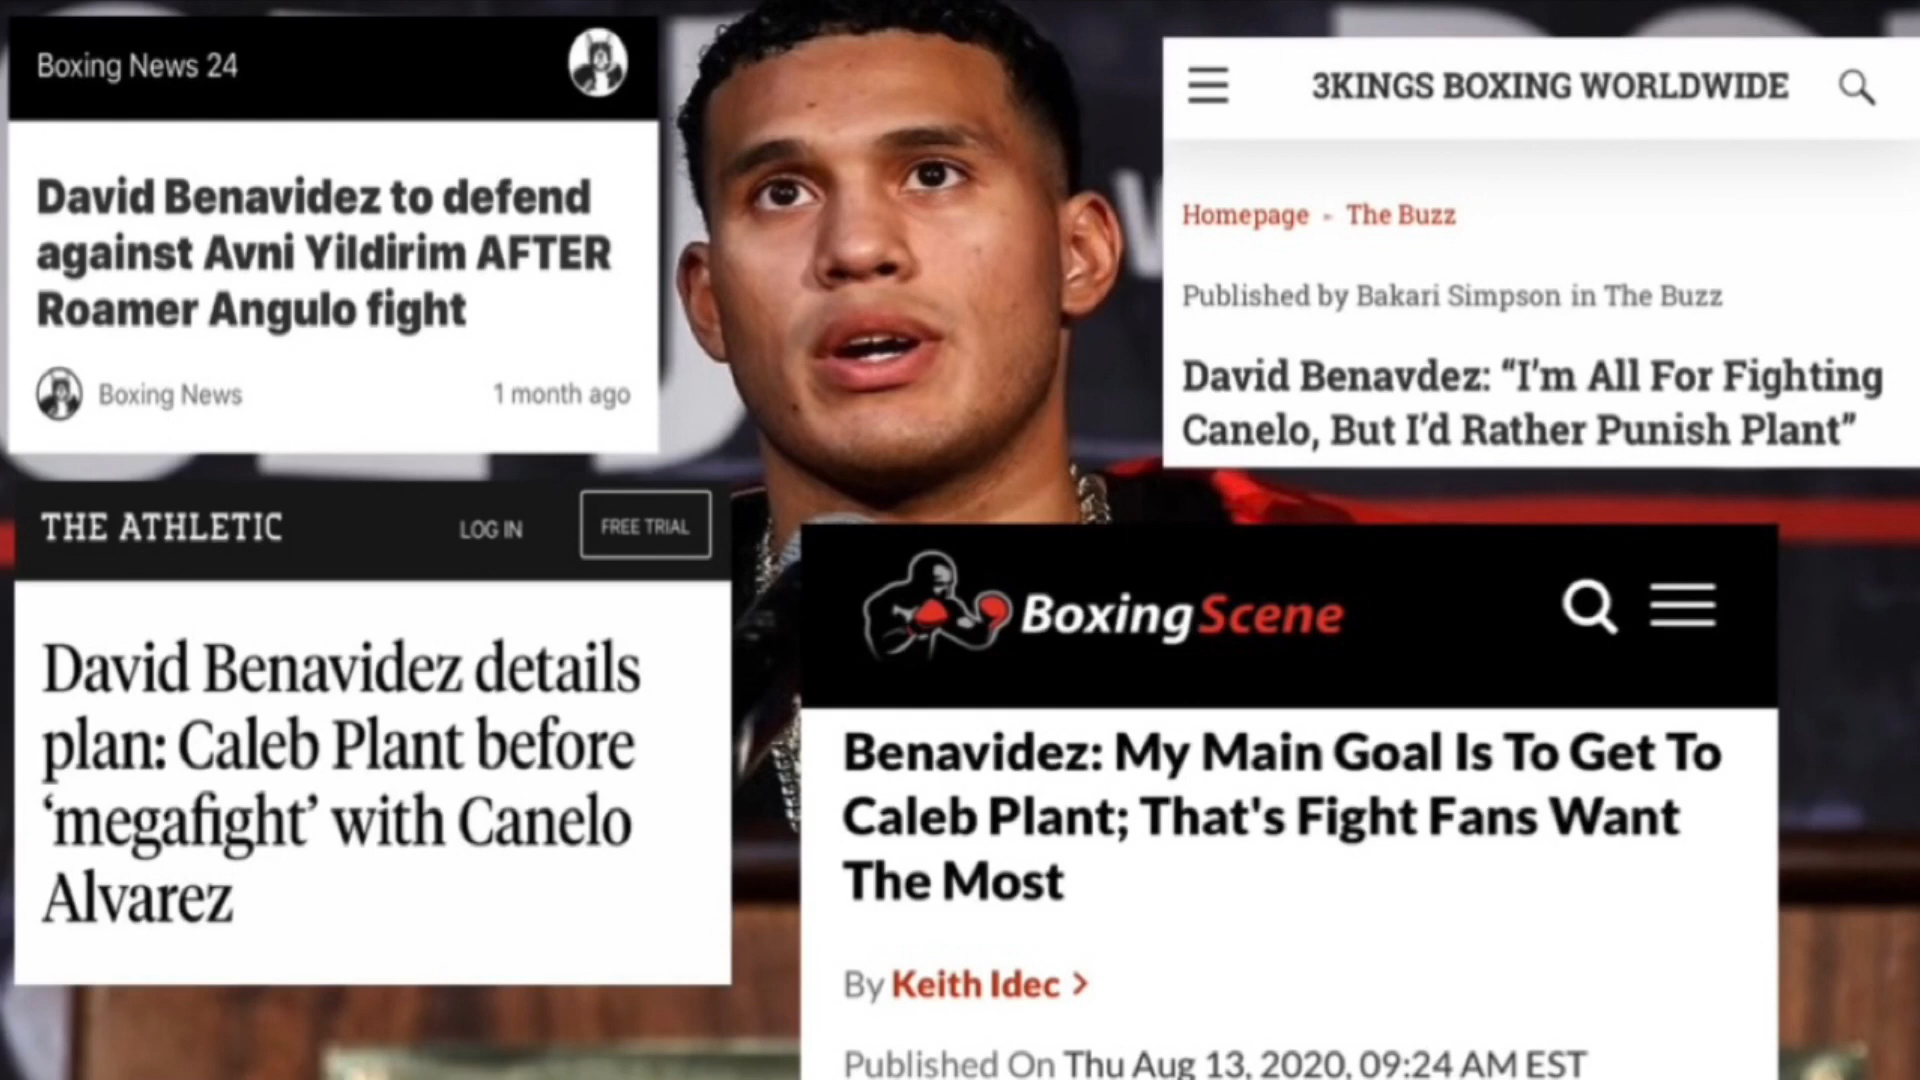 Boxing News 24
David Benavidez to defend
against Avni Yildirim AFTER
Roamer Angulo fight
Boxing News
1 month ago
3KINGS BOXING WORLDWIDE
Homepage - The Buzz
Published by Bakari Simpson in The Buzz
David Benavdez: “I’m All For Fighting
Canelo, But I’d Rather Punish Plant”
THE ATHLETIC
LOG IN
FREE TRIAL
David Benavidez details
plan: Caleb Plant before
‘megafight’ with Canelo
Alvarez
BoxingScene
Benavidez: My Main Goal Is To Get To
Caleb Plant; That's Fight Fans Want
The Most
By Keith Idec >
Published On Thu Aug 13, 2020, 09:24 AM EST